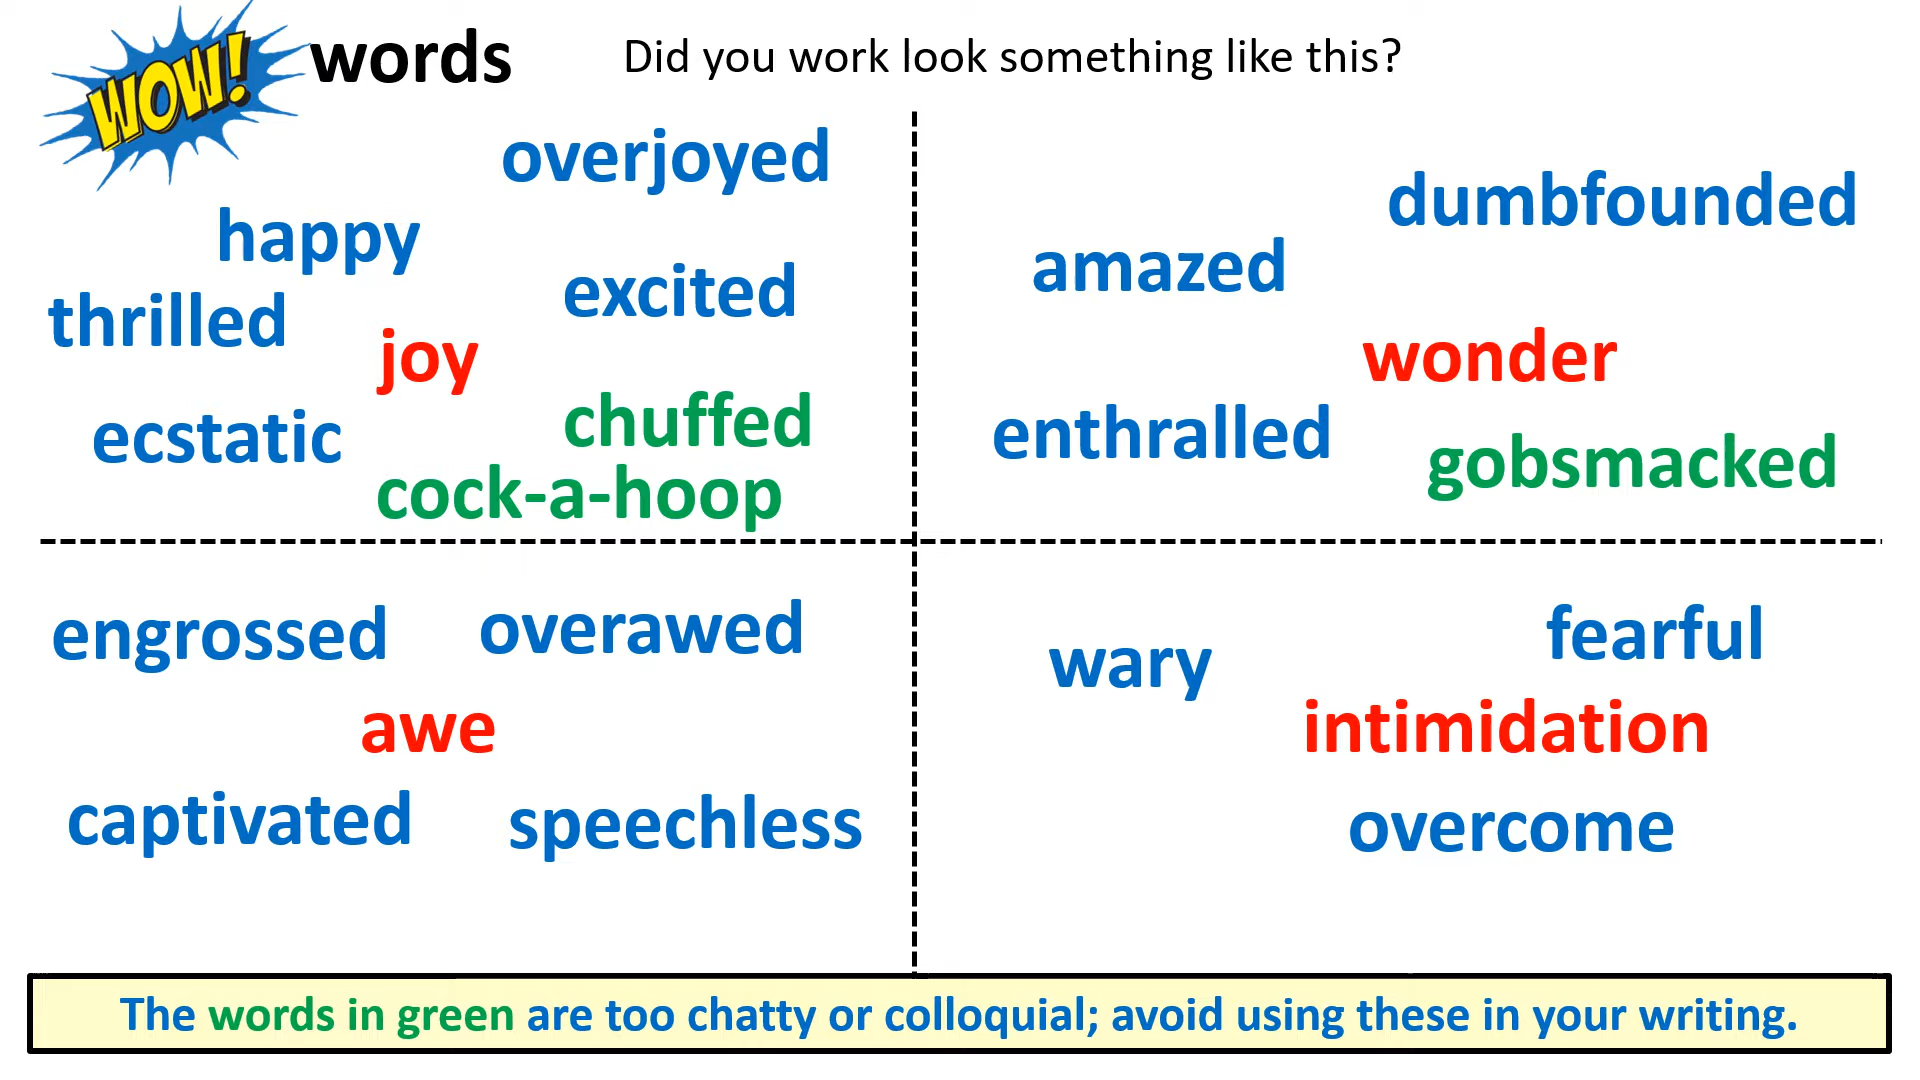 WOW! words
Did you work look something like this?
overjoyed
happy
excited
thrilled
joy
chuffed
ecstatic
cock-a-hoop
dumbfounded
amazed
wonder
enthralled
gobsmacked
engrossed
overawed
awe
captivated
speechless
fearful
wary
intimidation
overcome
The words in green are too chatty or colloquial; avoid using these in your writing.